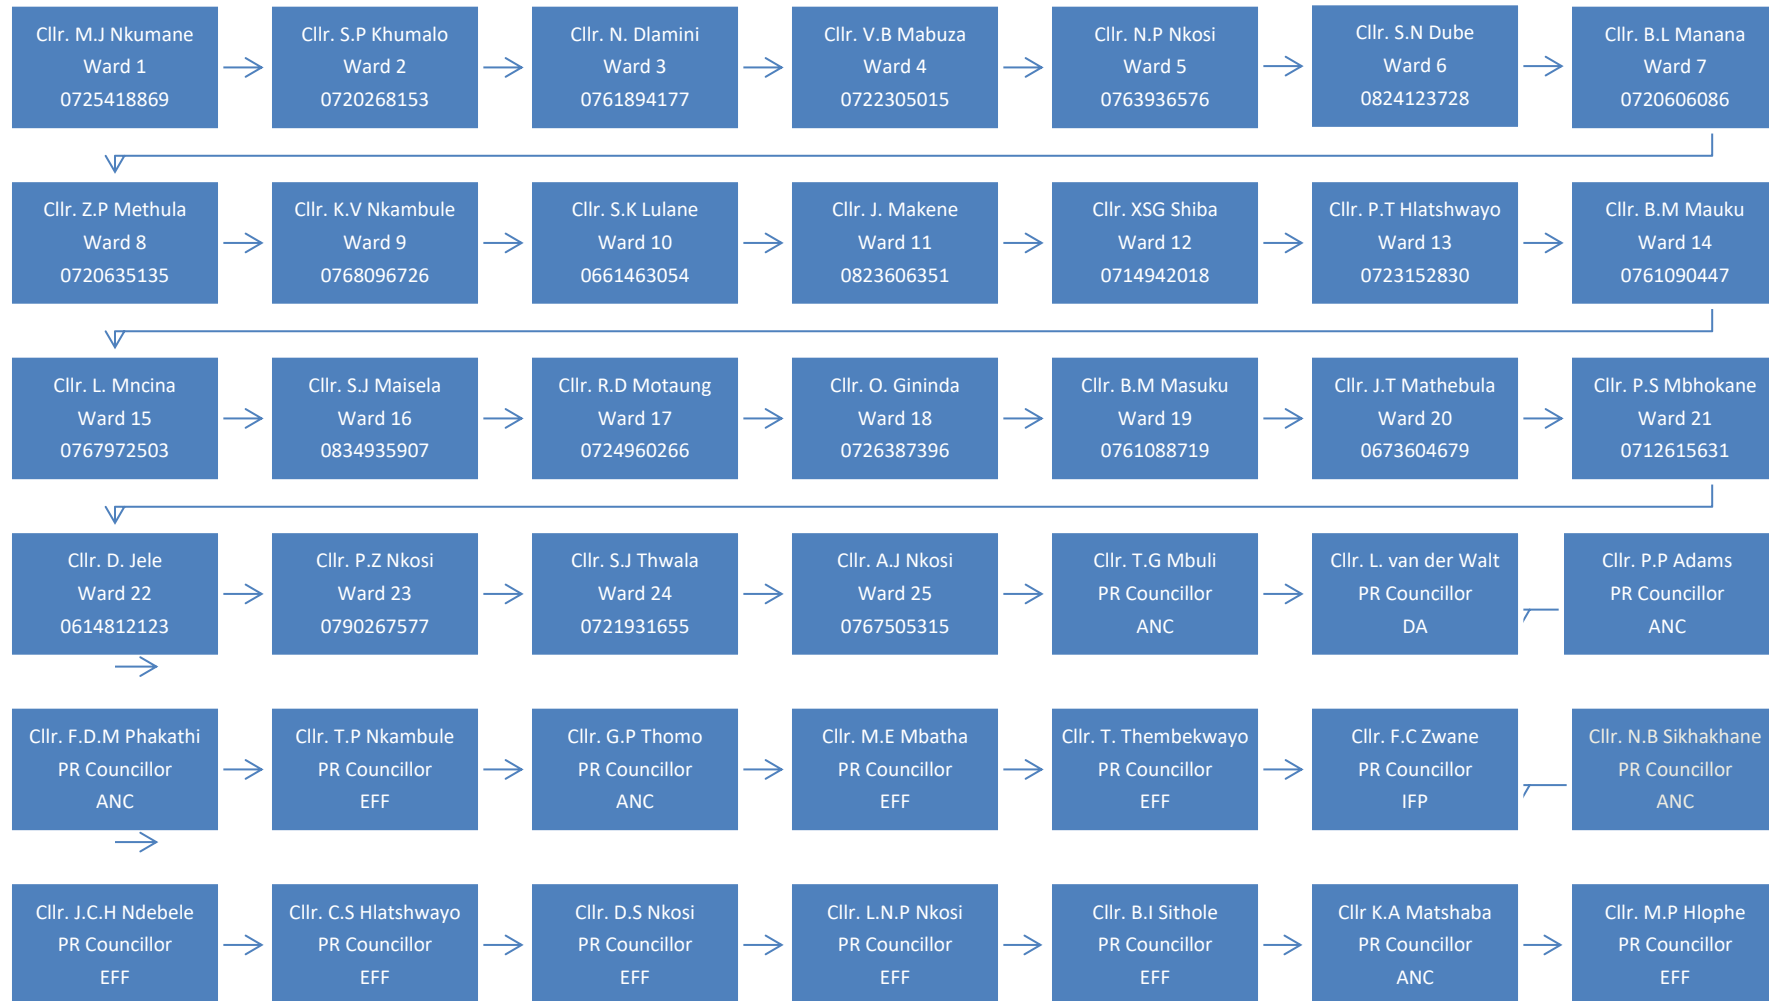 Cllr. M.J Nkumane
Ward 1
0725418869
Cllr. S.P Khumalo
Ward 2
0720268153
Cllr. N. Dlamini
Ward 3
0761894177
Cllr. V.B Mabuza
Ward 4
0722305015
Cllr. N.P Nkosi
Ward 5
0763936576
Cllr. S.N Dube
Ward 6
0824123728
Cllr. B.L Manana
Ward 7
0720606086
Cllr. Z.P Methula
Ward 8
0720635135
Cllr. K.V Nkambule
Ward 9
0768096726
Cllr. S.K Lulane
Ward 10
0661463054
Cllr. J. Makene
Ward 11
0823606351
Cllr. XSG Shiba
Ward 12
0714942018
Cllr. P.T Hlatshwayo
Ward 13
0723152830
Cllr. B.M Mauku
Ward 14
0761090447
Cllr. L. Mncina
Ward 15
0767972503
Cllr. S.J Maisela
Ward 16
0834935907
Cllr. R.D Motaung
Ward 17
0724960266
Cllr. O. Gininda
Ward 18
0726387396
Cllr. B.M Masuku
Ward 19
0761088719
Cllr. J.T Mathebula
Ward 20
0673604679
Cllr. P.S Mbhokane
Ward 21
0712615631
Cllr. D. Jele
Ward 22
0614812123
Cllr. P.Z Nkosi
Ward 23
0790267577
Cllr. S.J Thwala
Ward 24
0721931655
Cllr. A.J Nkosi
Ward 25
0767505315
Cllr. T.G Mbuli
PR Councillor
ANC
Cllr. L. van der Walt
PR Councillor
DA
Cllr. P.P Adams
PR Councillor
ANC
Cllr. F.D.M Phakathi
PR Councillor
ANC
Cllr. T.P Nkambule
PR Councillor
EFF
Cllr. G.P Thomo
PR Councillor
ANC
Cllr. M.E Mbatha
PR Councillor
EFF
Cllr. T. Thembekwayo
PR Councillor
EFF
Cllr. F.C Zwane
PR Councillor
IFP
Cllr. N.B Sikhakhane
PR Councillor
ANC
Cllr. J.C.H Ndebele
PR Councillor
EFF
Cllr. C.S Hlatshwayo
PR Councillor
EFF
Cllr. D.S Nkosi
PR Councillor
EFF
Cllr. L.N.P Nkosi
PR Councillor
EFF
Cllr. B.I Sithole
PR Councillor
EFF
Cllr K.A Matshaba
PR Councillor
ANC
Cllr. M.P Hlophe
PR Councillor
EFF